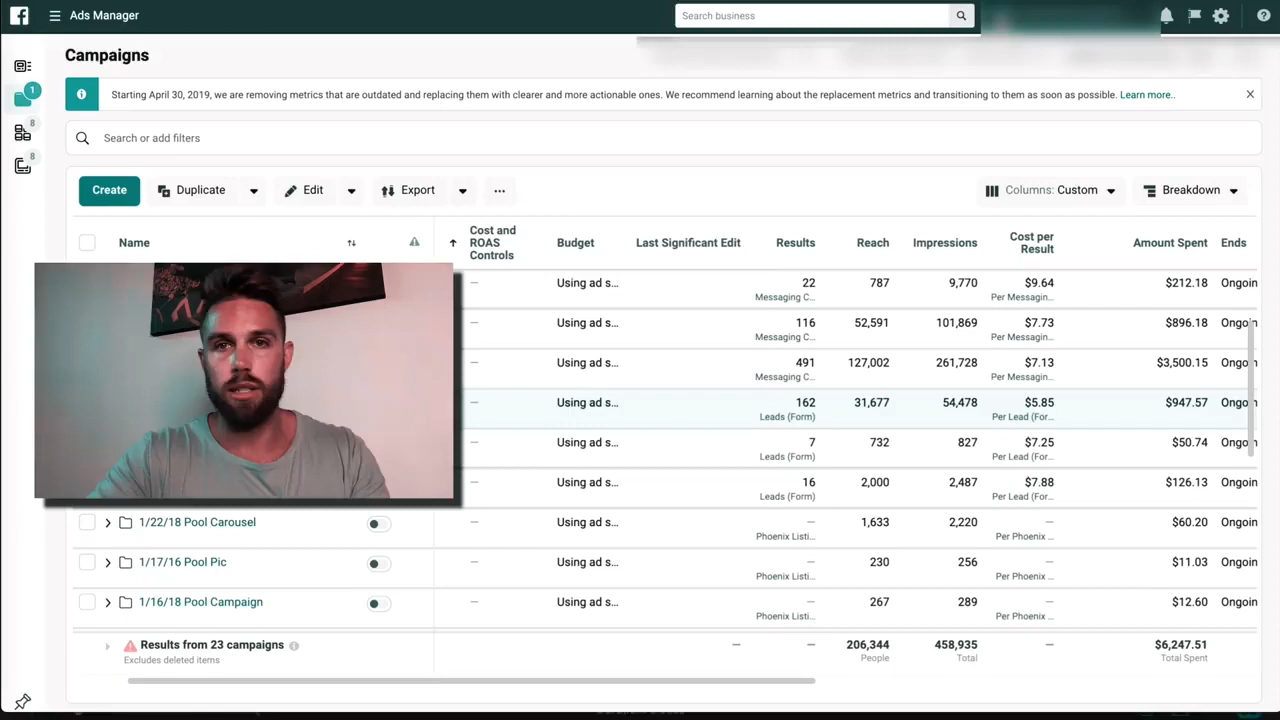 Ads Manager
Search business
Campaigns
1
Starting April 30, 2019, we are removing metrics that are outdated and replacing them with clearer and more actionable ones. We recommend learning about the replacement metrics and transitioning to them as soon as possible. Learn more..
8
Search or add filters
8
Create Duplicate Edit Export ... Columns: Custom Breakdown
Name Cost and ROAS Controls Budget Last Significant Edit Results Reach Impressions Cost per Result Amount Spent Ends
— Using ad s... 22 787 9,770 $9.64 $212.18 Ongoin
Messaging C... Per Messagin...
— Using ad s... 116 52,591 101,869 $7.73 $896.18 Ongoin
Messaging C... Per Messagin...
— Using ad s... 491 127,002 261,728 $7.13 $3,500.15 Ongoin
Messaging C... Per Messagin...
— Using ad s... 162 31,677 54,478 $5.85 $947.57 Ongoin
Leads (Form) Per Lead (For...
— Using ad s... 7 732 827 $7.25 $50.74 Ongoin
Leads (Form) Per Lead (For...
— Using ad s... 16 2,000 2,487 $7.88 $126.13 Ongoin
Leads (Form) Per Lead (For...
1/22/18 Pool Carousel — Using ad s... — 1,633 2,220 — $60.20 Ongoin
Phoenix Listi... Per Phoenix ...
1/17/16 Pool Pic — Using ad s... — 230 256 — $11.03 Ongoin
Phoenix Listi... Per Phoenix ...
1/16/18 Pool Campaign — Using ad s... — 267 289 — $12.60 Ongoin
Phoenix Listi... Per Phoenix ...
Results from 23 campaigns — — 206,344 458,935 — $6,247.51
Excludes deleted items People Total Total Spent